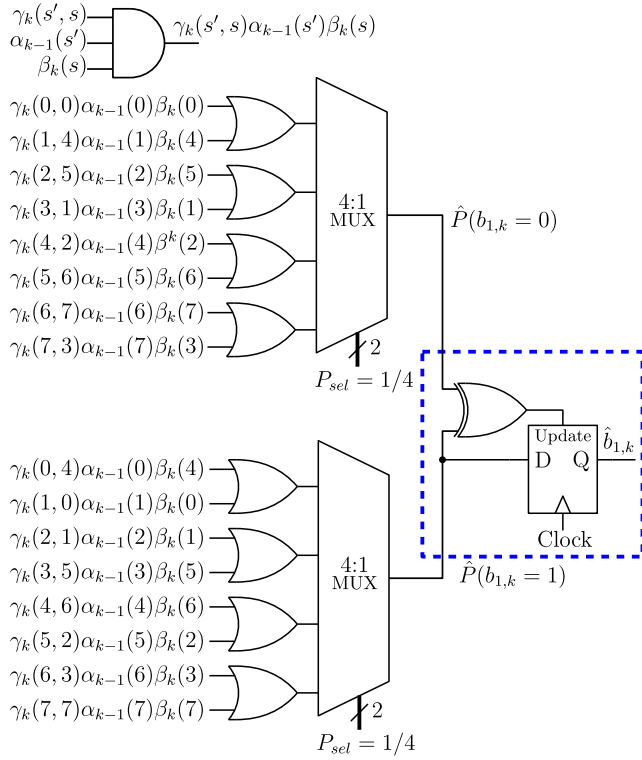 γ_k(s′, s)
α_{k−1}(s′)
β_k(s)
γ_k(s′, s)α_{k−1}(s′)β_k(s)
γ_k(0, 0)α_{k−1}(0)β_k(0)
γ_k(1, 4)α_{k−1}(1)β_k(4)
γ_k(2, 5)α_{k−1}(2)β_k(5)
γ_k(3, 1)α_{k−1}(3)β_k(1)
γ_k(4, 2)α_{k−1}(4)β^k(2)
γ_k(5, 6)α_{k−1}(5)β_k(6)
γ_k(6, 7)α_{k−1}(6)β_k(7)
γ_k(7, 3)α_{k−1}(7)β_k(3)
4:1
MUX
2
P_{sel} = 1/4
P̂(b_{1,k} = 0)
Update
D Q
Clock
b̂_{1,k}
P̂(b_{1,k} = 1)
γ_k(0, 4)α_{k−1}(0)β_k(4)
γ_k(1, 0)α_{k−1}(1)β_k(0)
γ_k(2, 1)α_{k−1}(2)β_k(1)
γ_k(3, 5)α_{k−1}(3)β_k(5)
γ_k(4, 6)α_{k−1}(4)β_k(6)
γ_k(5, 2)α_{k−1}(5)β_k(2)
γ_k(6, 3)α_{k−1}(6)β_k(3)
γ_k(7, 7)α_{k−1}(7)β_k(7)
4:1
MUX
2
P_{sel} = 1/4